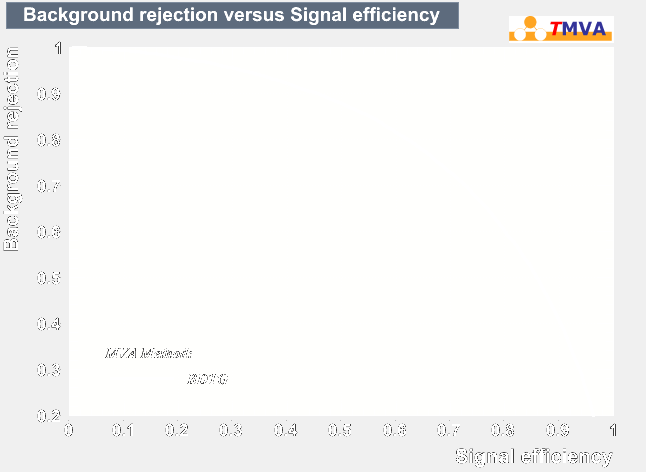 Background rejection versus Signal efficiency
TMVA
Background rejection
1
0.9
0.8
0.7
0.6
0.5
0.4
0.3
0.2
MVA Method:
BDTG
0 0.1 0.2 0.3 0.4 0.5 0.6 0.7 0.8 0.9 1
Signal efficiency